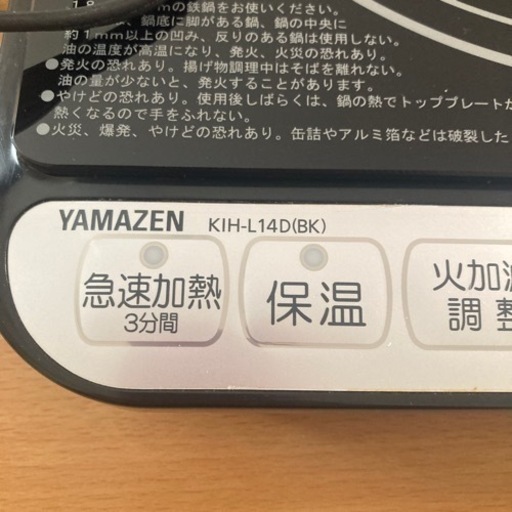 mの鉄鍋をお使いください。
、鍋底に脚がある鍋、鍋の中央に
約1mm以上の凹み、反りのある鍋は使用しない。
油の温度が高温になり、発火、火災の恐れあり。
●発火の恐れあり。揚げ物調理中はそばを離れない。
油の量が少ないと、発火することがあります。
●やけどの恐れあり。使用後しばらくは、鍋の熱でトッププレートが
熱くなるので手をふれない。
●火災、爆発、やけどの恐れあり。缶詰やアルミ箔などは破裂した
YAMAZEN KIH-L14D(BK)
急速加熱
3分間
保温
火加減
調整